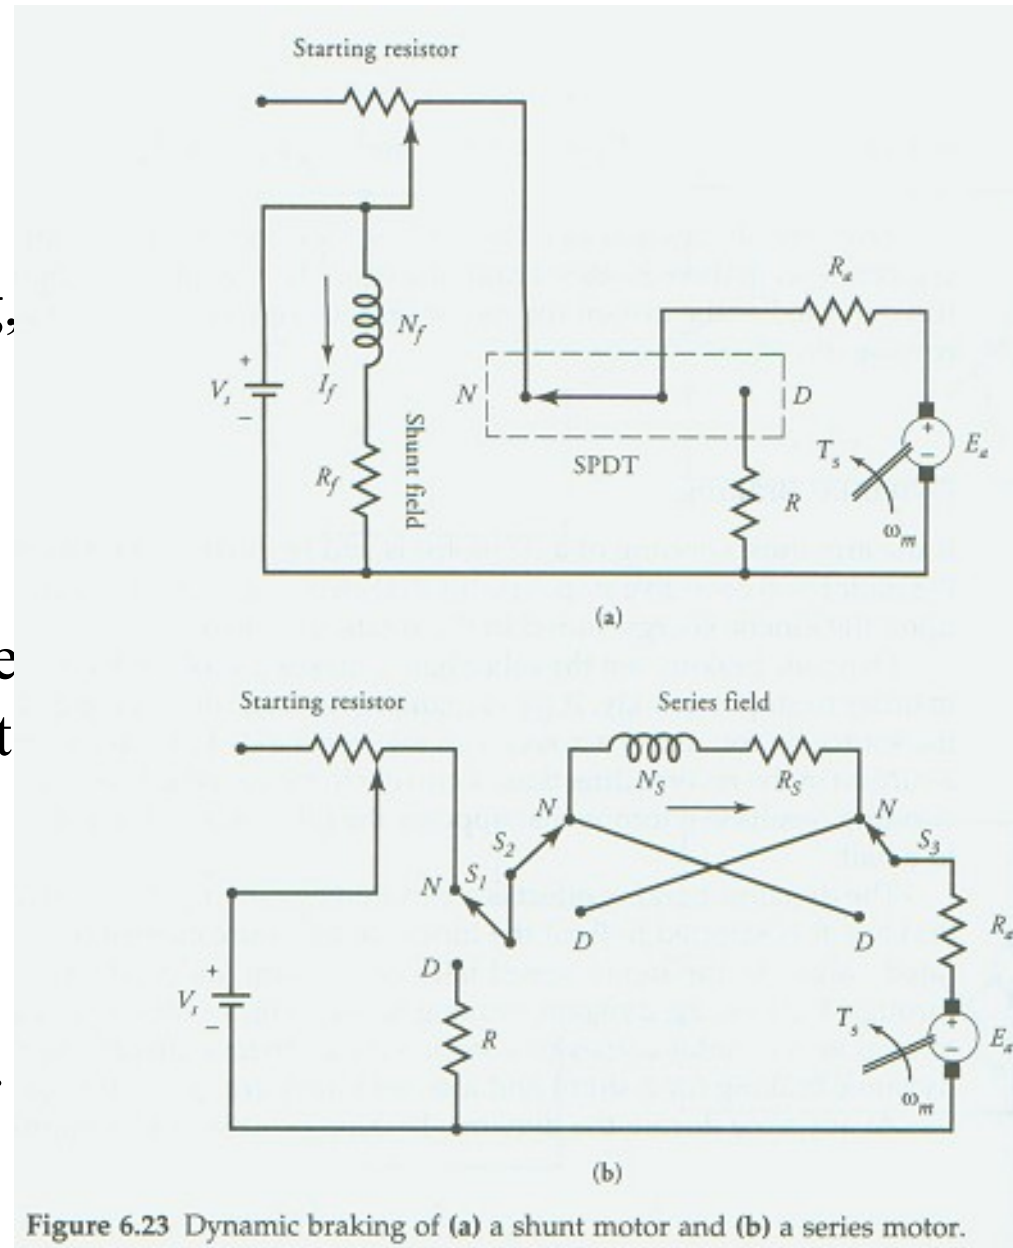 Starting resistor
R_a
N_f
+
V_s
−
I_f
N
D
Shunt field
R_f
SPDT
T_s
+
−
E_a
R
ω_m
(a)
Starting resistor
Series field
N_S
R_S
N
N
S_2
S_3
N
S_1
D
D
D
R_a
+
V_s
−
R
T_s
+
−
E_a
ω_m
(b)
Figure 6.23 Dynamic braking of (a) a shunt motor and (b) a series motor.